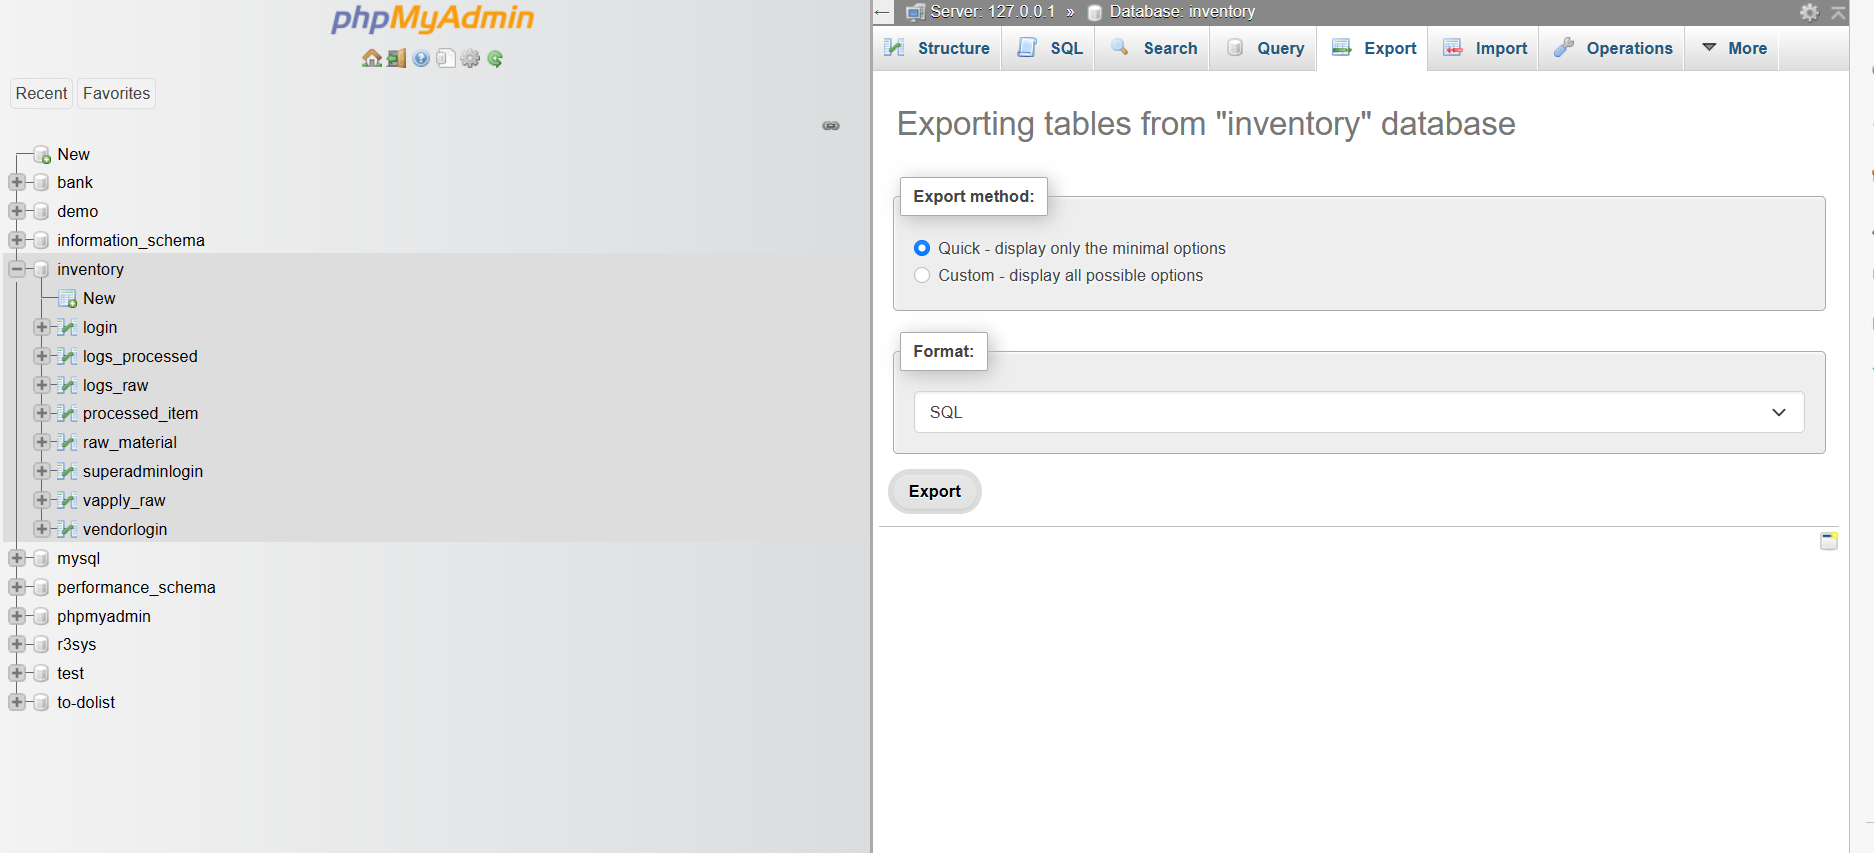 phpMyAdmin
Recent Favorites
New
bank
demo
information_schema
inventory
New
login
logs_processed
logs_raw
processed_item
raw_material
superadminlogin
vapply_raw
vendorlogin
mysql
performance_schema
phpmyadmin
r3sys
test
to-dolist
Server: 127.0.0.1 » Database: inventory
Structure SQL Search Query Export Import Operations More
Exporting tables from "inventory" database
Export method:
Quick - display only the minimal options
Custom - display all possible options
Format:
SQL
Export